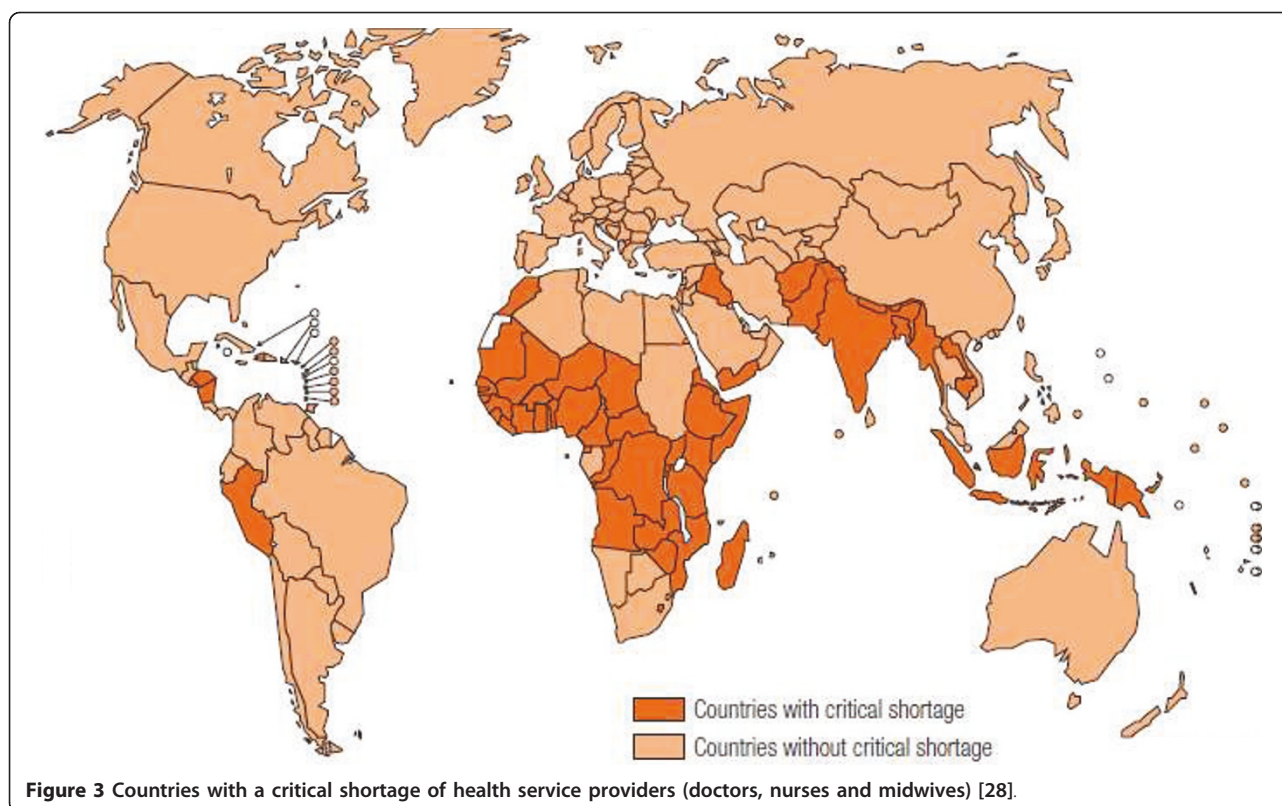 Countries with critical shortage
Countries without critical shortage
Figure 3 Countries with a critical shortage of health service providers (doctors, nurses and midwives) [28].